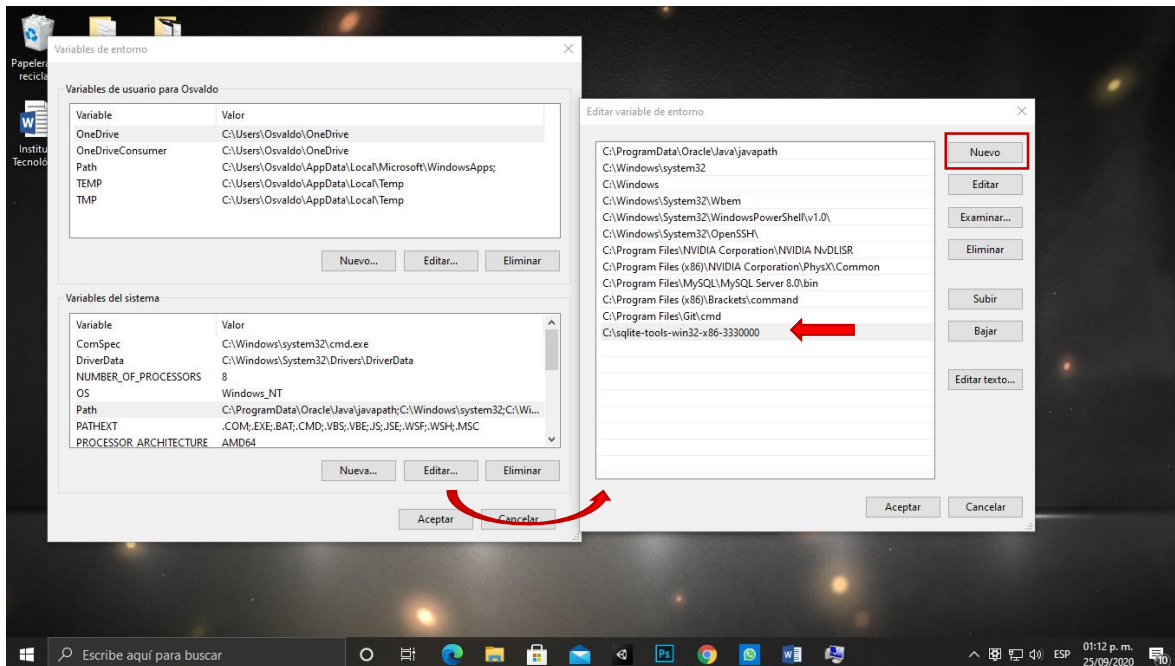 Papelera
recicla
Institu
Tecnoló
Variables de entorno
Variables de usuario para Osvaldo
Variable Valor
OneDrive C:\Users\Osvaldo\OneDrive
OneDriveConsumer C:\Users\Osvaldo\OneDrive
Path C:\Users\Osvaldo\AppData\Local\Microsoft\WindowsApps;
TEMP C:\Users\Osvaldo\AppData\Local\Temp
TMP C:\Users\Osvaldo\AppData\Local\Temp
Nuevo... Editar... Eliminar
Variables del sistema
Variable Valor
ComSpec C:\Windows\system32\cmd.exe
DriverData C:\Windows\System32\Drivers\DriverData
NUMBER_OF_PROCESSORS 8
OS Windows_NT
Path C:\ProgramData\Oracle\Java\javapath;C:\Windows\system32;C:\Wi...
PATHEXT .COM;.EXE;.BAT;.CMD;.VBS;.VBE;.JS;.JSE;.WSF;.WSH;.MSC
PROCESSOR_ARCHITECTURE AMD64
Nueva... Editar... Eliminar
Aceptar Cancelar
Editar variable de entorno
C:\ProgramData\Oracle\Java\javapath
C:\Windows\system32
C:\Windows
C:\Windows\System32\Wbem
C:\Windows\System32\WindowsPowerShell\v1.0\
C:\Windows\System32\OpenSSH\
C:\Program Files\NVIDIA Corporation\NVIDIA NvDLISR
C:\Program Files (x86)\NVIDIA Corporation\PhysX\Common
C:\Program Files\MySQL\MySQL Server 8.0\bin
C:\Program Files (x86)\Brackets\command
C:\Program Files\Git\cmd
C:\sqlite-tools-win32-x86-3330000
Nuevo
Editar
Examinar...
Eliminar
Subir
Bajar
Editar texto...
Aceptar Cancelar
Escribe aquí para buscar
Ps
W
ESP
01:12 p. m.
25/09/2020
10